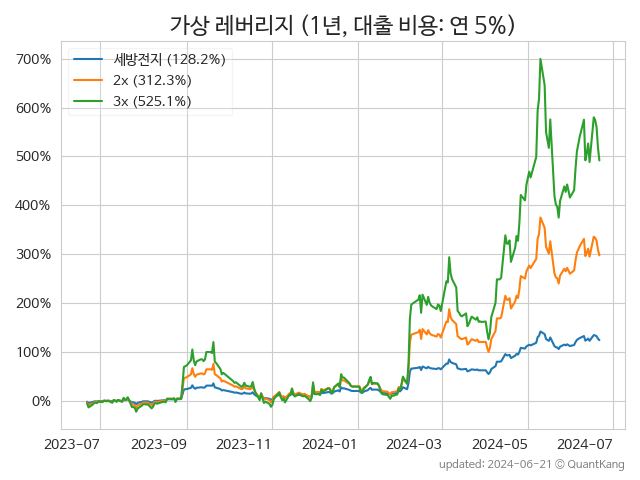 가상 레버리지 (1년, 대출 비용: 연 5%)
세방전지 (128.2%)
2x (312.3%)
3x (525.1%)
700%
600%
500%
400%
300%
200%
100%
0%
2023-07 2023-09 2023-11 2024-01 2024-03 2024-05 2024-07
updated: 2024-06-21 © QuantKang